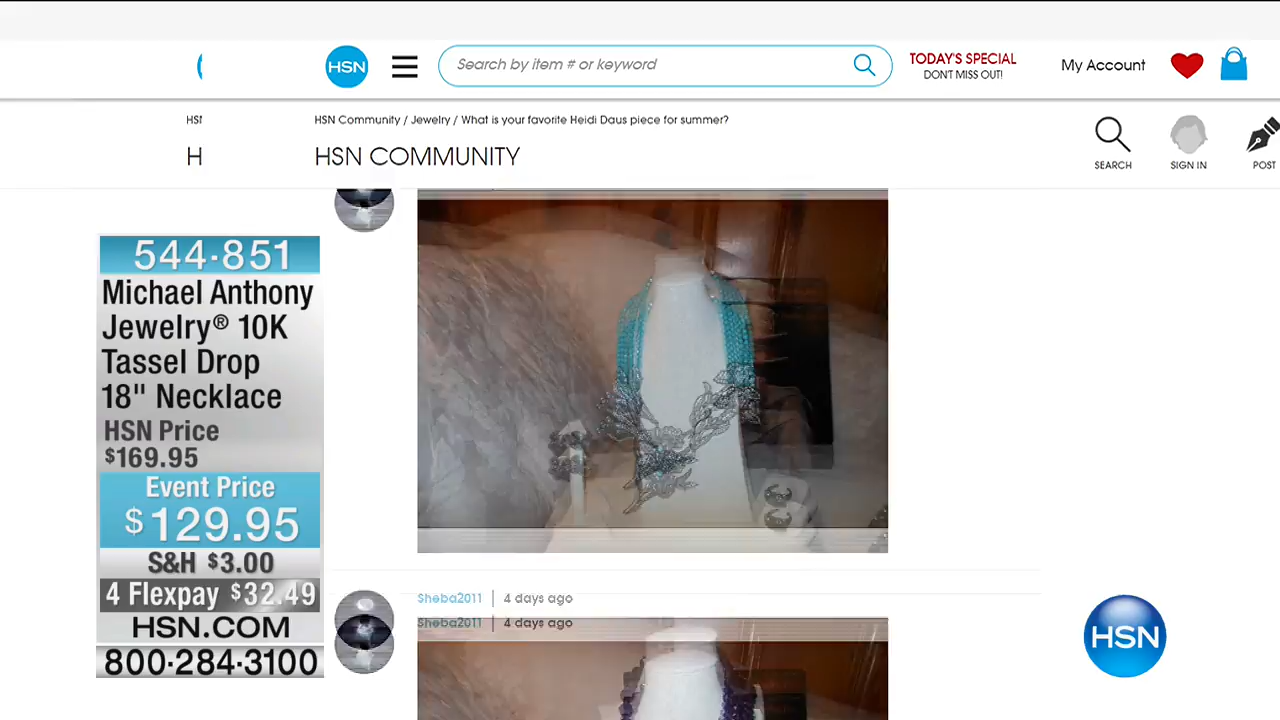 HSN
Search by item # or keyword
TODAY'S SPECIAL
DON'T MISS OUT!
My Account
HSN Community / Jewelry / What is your favorite Heidi Daus piece for summer?
HSN COMMUNITY
SEARCH
SIGN IN
POST
544-851
Michael Anthony
Jewelry® 10K
Tassel Drop
18" Necklace
HSN Price
$169.95
Event Price
$129.95
S&H $3.00
4 Flexpay $32.49
HSN.COM
800·284·3100
Sheba2011 | 4 days ago
Sheba2011 | 4 days ago
HSN